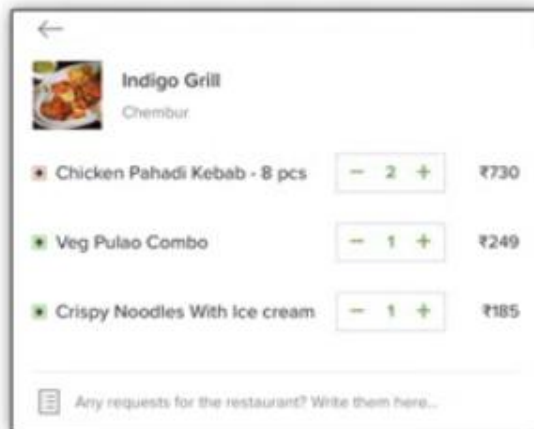 Indigo Grill
Chembur
Chicken Pahadi Kebab - 8 pcs - 2 + ₹730
Veg Pulao Combo - 1 + ₹249
Crispy Noodles With Ice cream - 1 + ₹185
Any requests for the restaurant? Write them here...